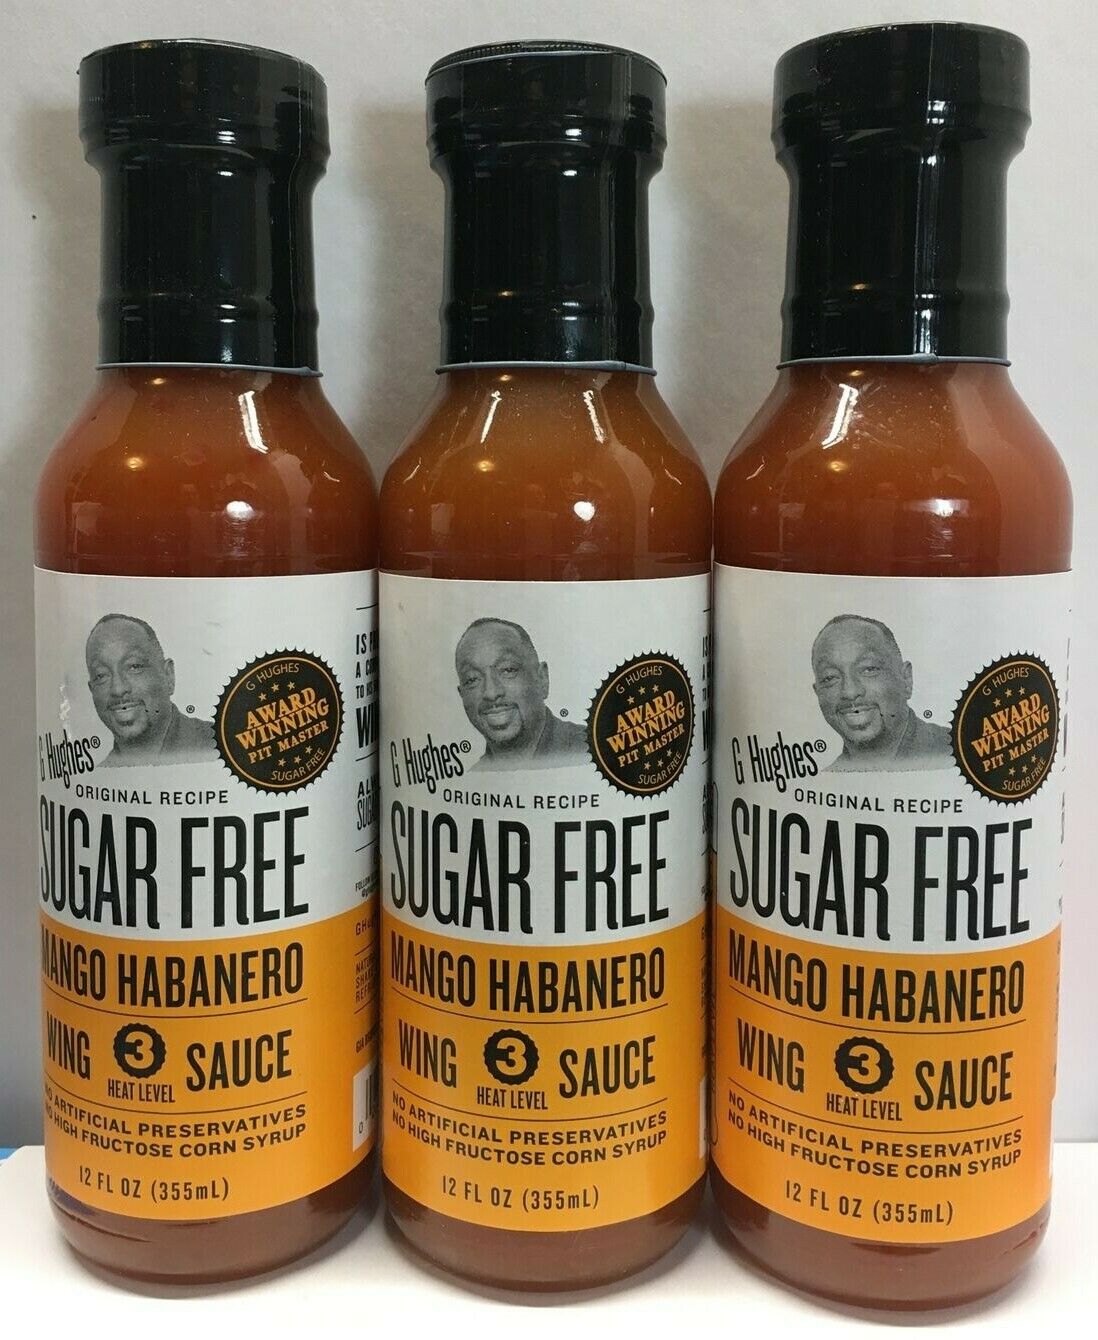 G Hughes®
®
G HUGHES
AWARD
WINNING
PIT MASTER
SUGAR FREE
ORIGINAL RECIPE
SUGAR FREE
MANGO HABANERO
WING 3 SAUCE
HEAT LEVEL
NO ARTIFICIAL PRESERVATIVES
NO HIGH FRUCTOSE CORN SYRUP
12 FL OZ (355mL)
G Hughes®
®
G HUGHES
AWARD
WINNING
PIT MASTER
SUGAR FREE
ORIGINAL RECIPE
SUGAR FREE
MANGO HABANERO
WING 3 SAUCE
HEAT LEVEL
NO ARTIFICIAL PRESERVATIVES
NO HIGH FRUCTOSE CORN SYRUP
12 FL OZ (355mL)
G Hughes®
®
G HUGHES
AWARD
WINNING
PIT MASTER
SUGAR FREE
ORIGINAL RECIPE
SUGAR FREE
MANGO HABANERO
WING 3 SAUCE
HEAT LEVEL
NO ARTIFICIAL PRESERVATIVES
NO HIGH FRUCTOSE CORN SYRUP
12 FL OZ (355mL)